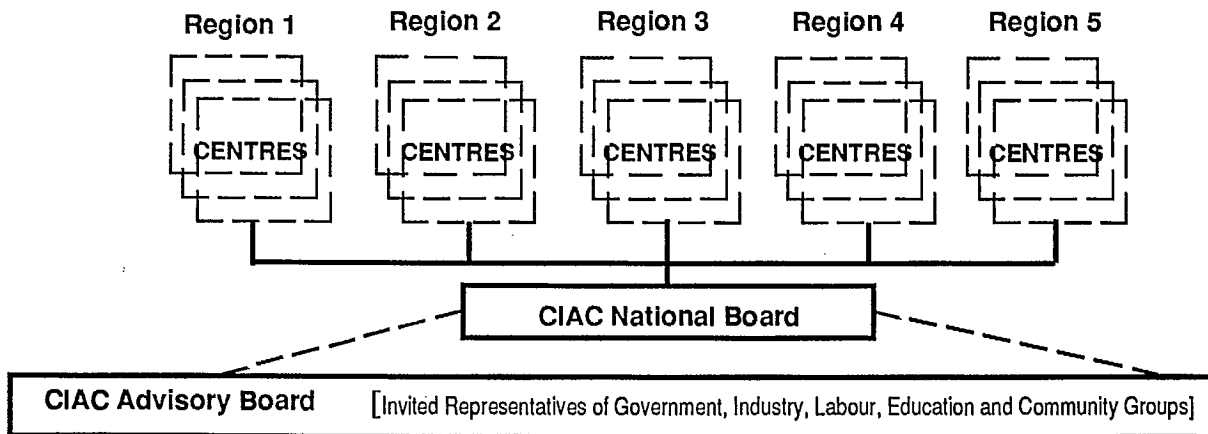 Region 1 Region 2 Region 3 Region 4 Region 5
CENTRES CENTRES CENTRES CENTRES CENTRES
CIAC National Board
CIAC Advisory Board [Invited Representatives of Government, Industry, Labour, Education and Community Groups]